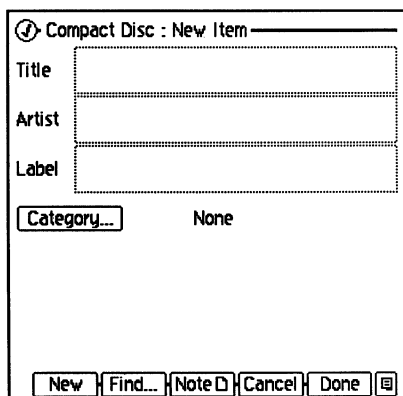 Compact Disc : New Item
Title
Artist
Label
Category... None
New Find... Note Cancel Done